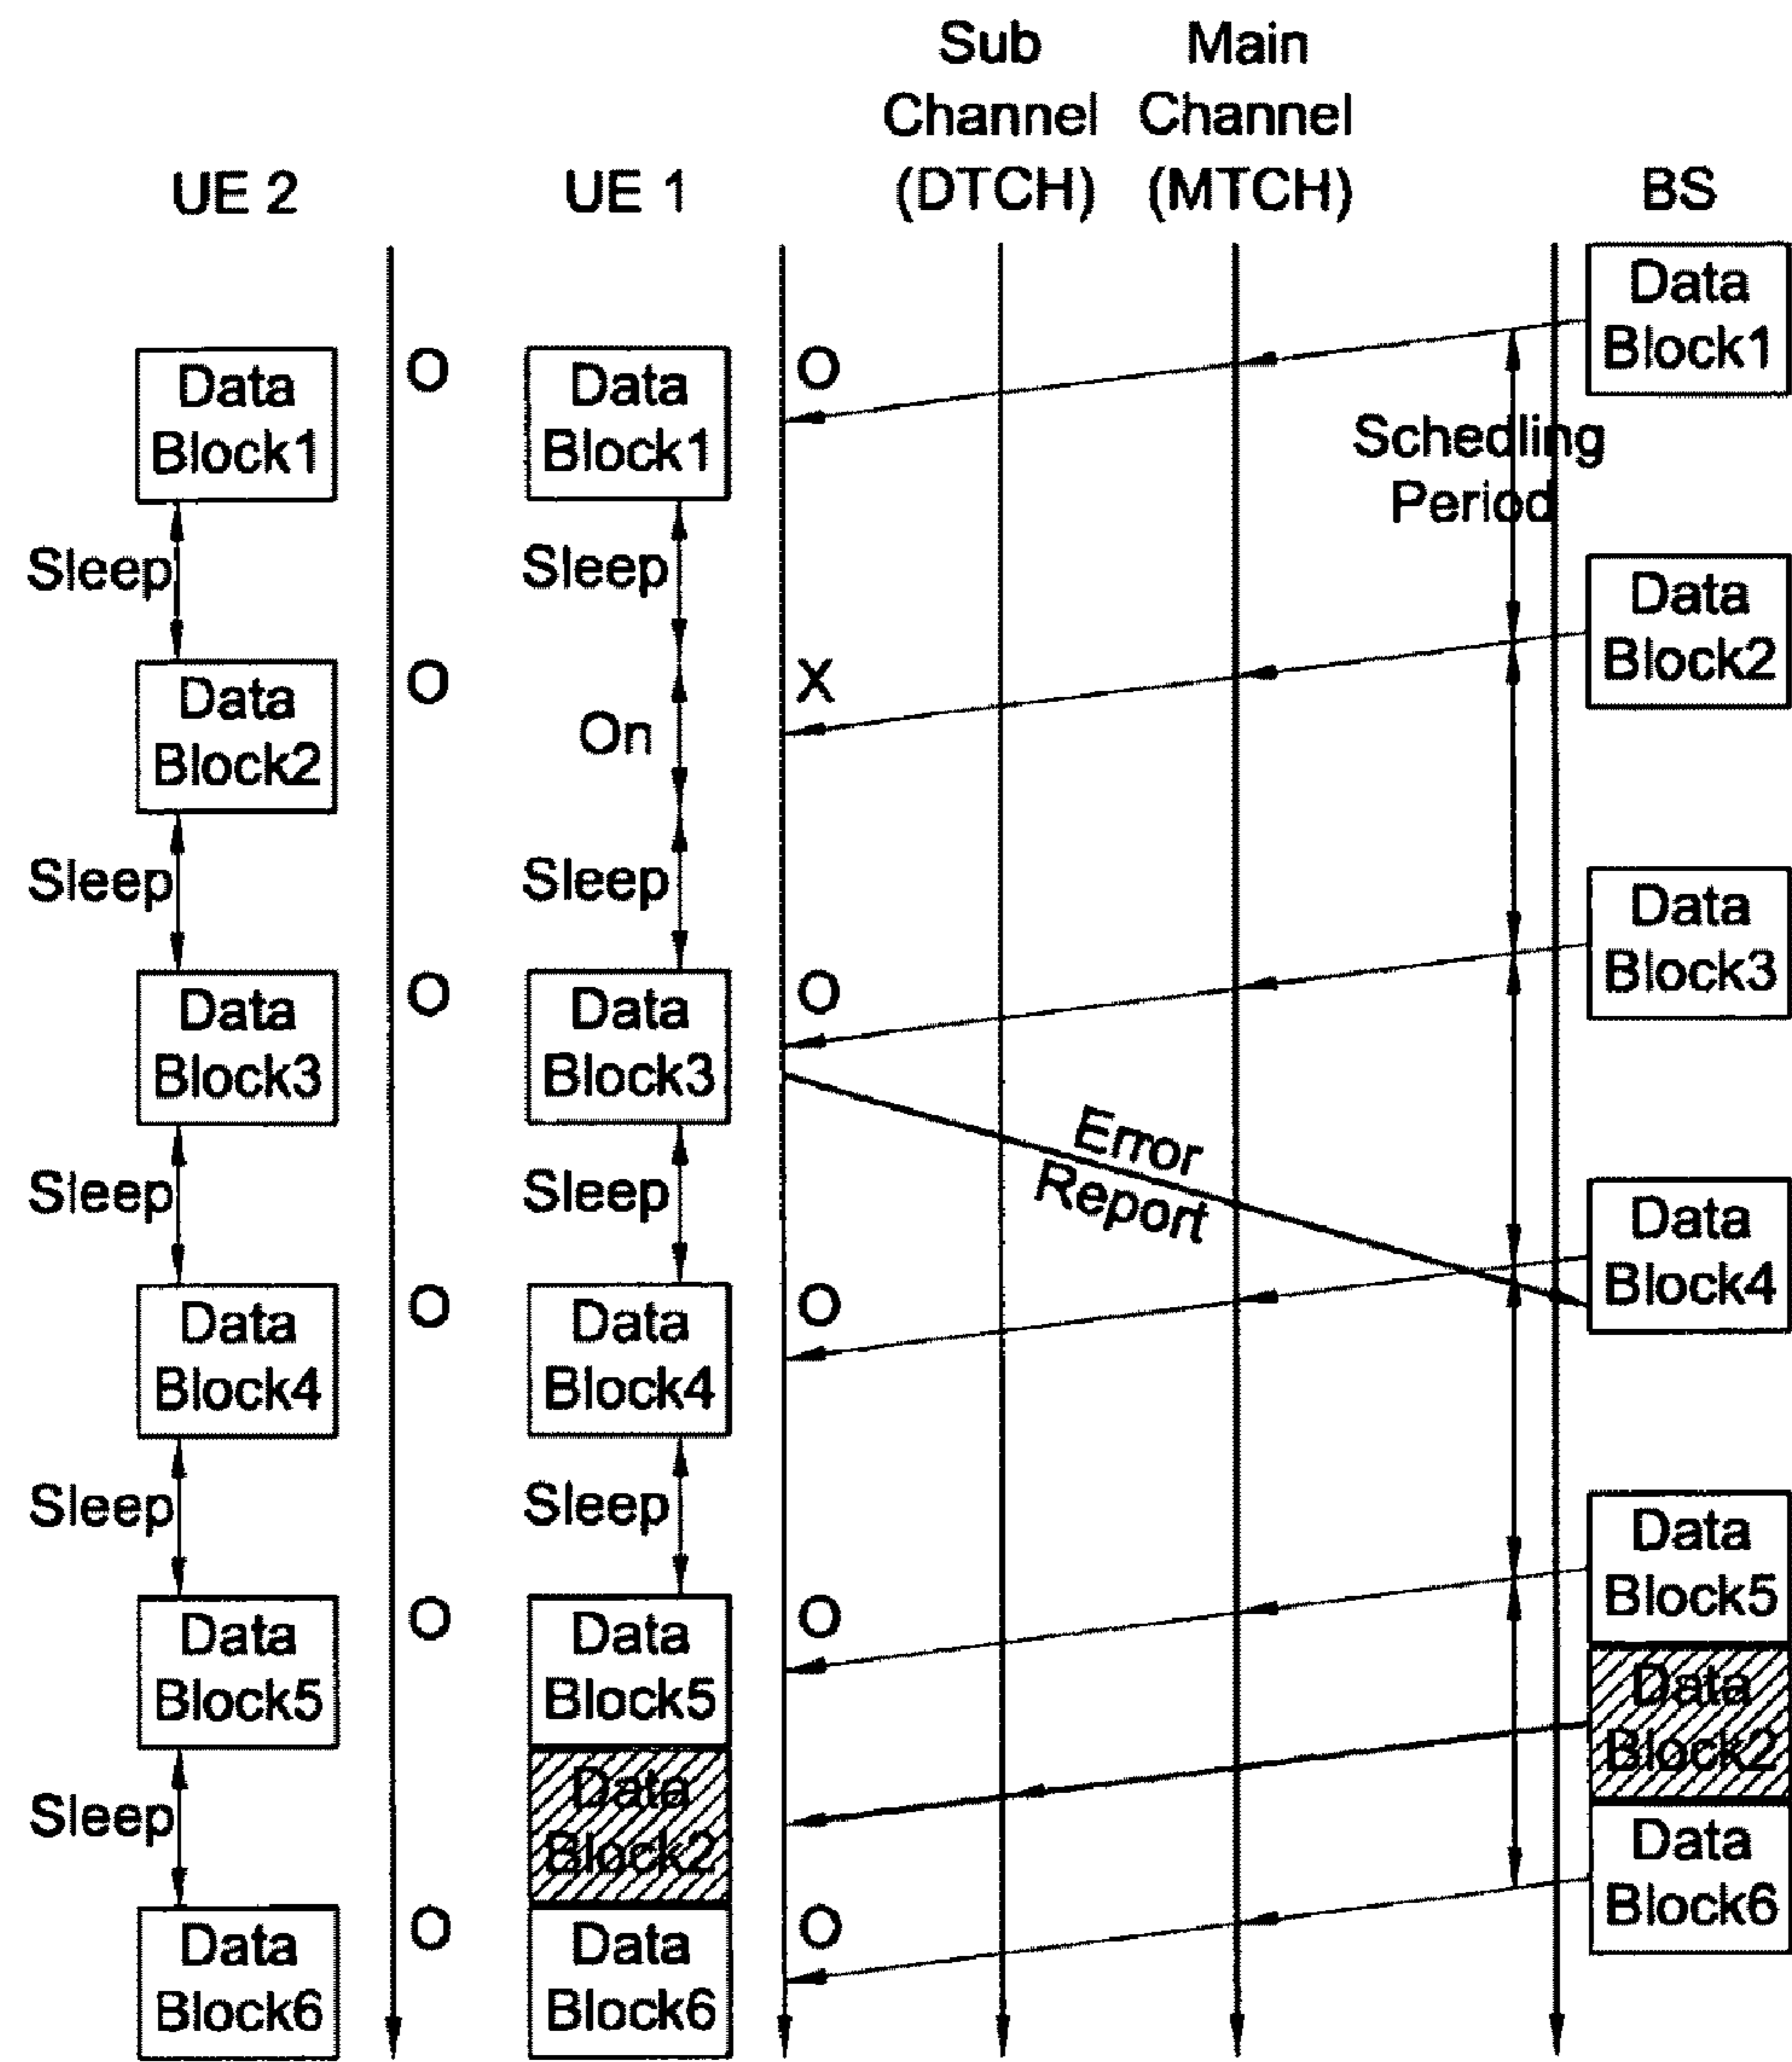 Sub
Channel
(DTCH)
Main
Channel
(MTCH)
UE 2
UE 1
BS
Data
Block1
O
Data
Block1
O
Data
Block1
Schedling
Period
Sleep
Sleep
Data
Block2
O
On
X
Data
Block2
Sleep
Sleep
Data
Block3
O
Data
Block3
O
Data
Block3
Error
Report
Sleep
Sleep
Data
Block4
O
Data
Block4
O
Data
Block4
Sleep
Sleep
Data
Block5
O
Data
Block5
O
Data
Block5
Sleep
Data
Block2
Data
Block2
Data
Block6
O
Data
Block6
O
Data
Block6